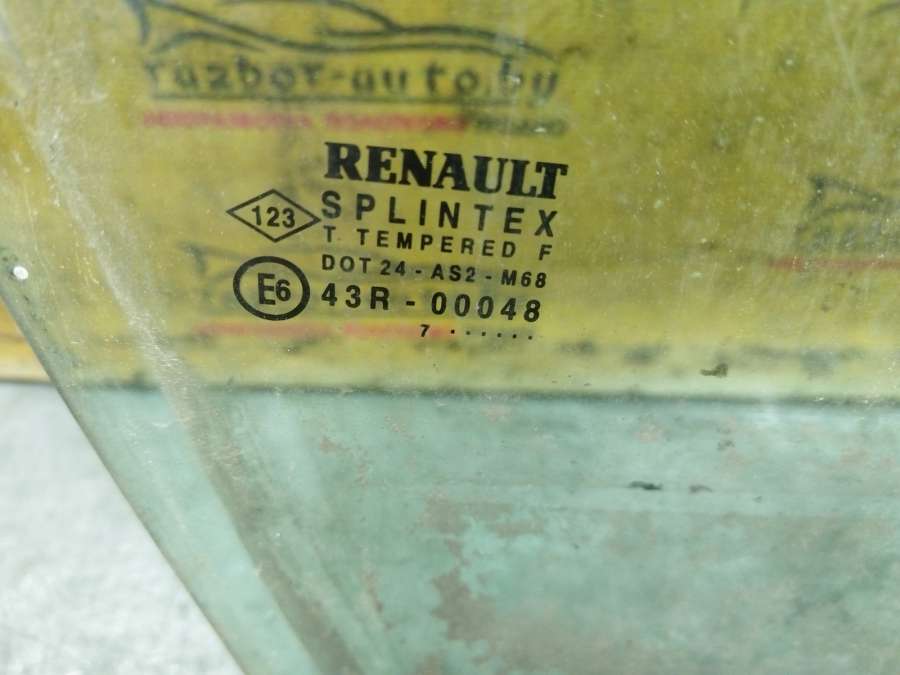 razbor-auto.by
RENAULT
123
SPLINTEX
T. TEMPERED F
DOT 24 - AS2 - M68
E6
43R - 00048
7 ······